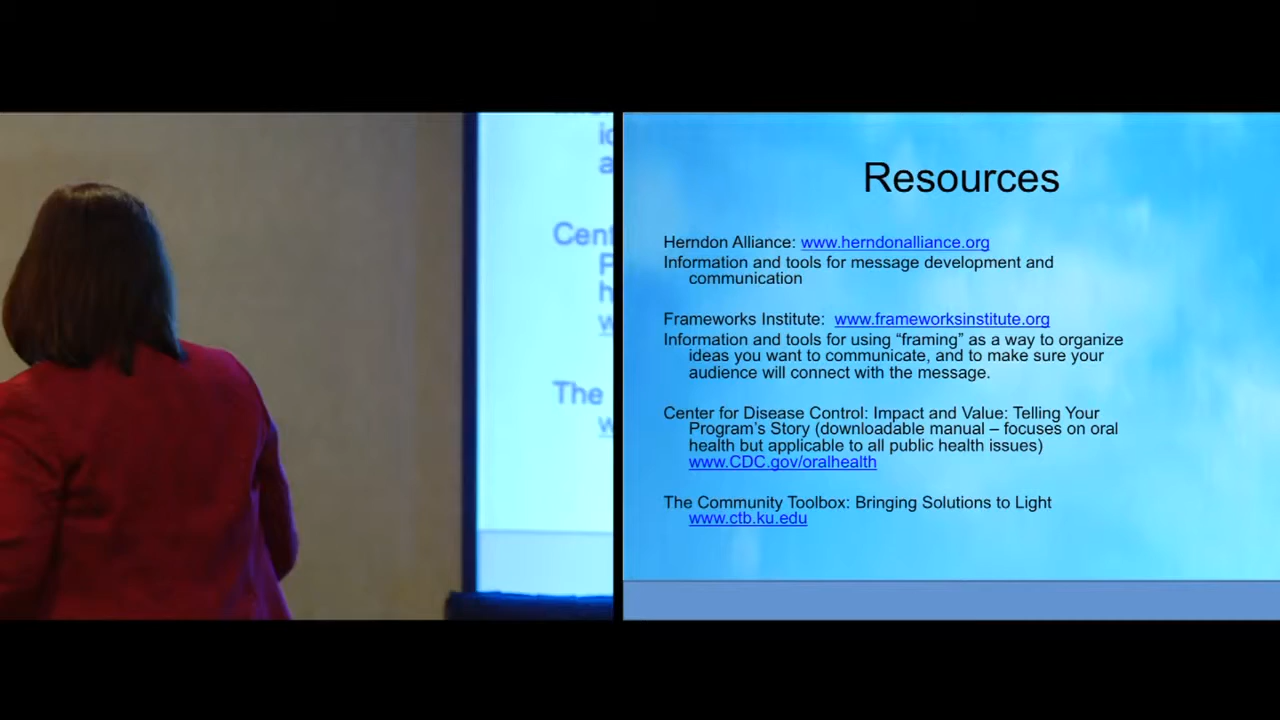 Resources
Herndon Alliance: www.herndonalliance.org
Information and tools for message development and
communication
Frameworks Institute: www.frameworksinstitute.org
Information and tools for using “framing” as a way to organize
ideas you want to communicate, and to make sure your
audience will connect with the message.
Center for Disease Control: Impact and Value: Telling Your
Program’s Story (downloadable manual – focuses on oral
health but applicable to all public health issues)
www.CDC.gov/oralhealth
The Community Toolbox: Bringing Solutions to Light
www.ctb.ku.edu
The